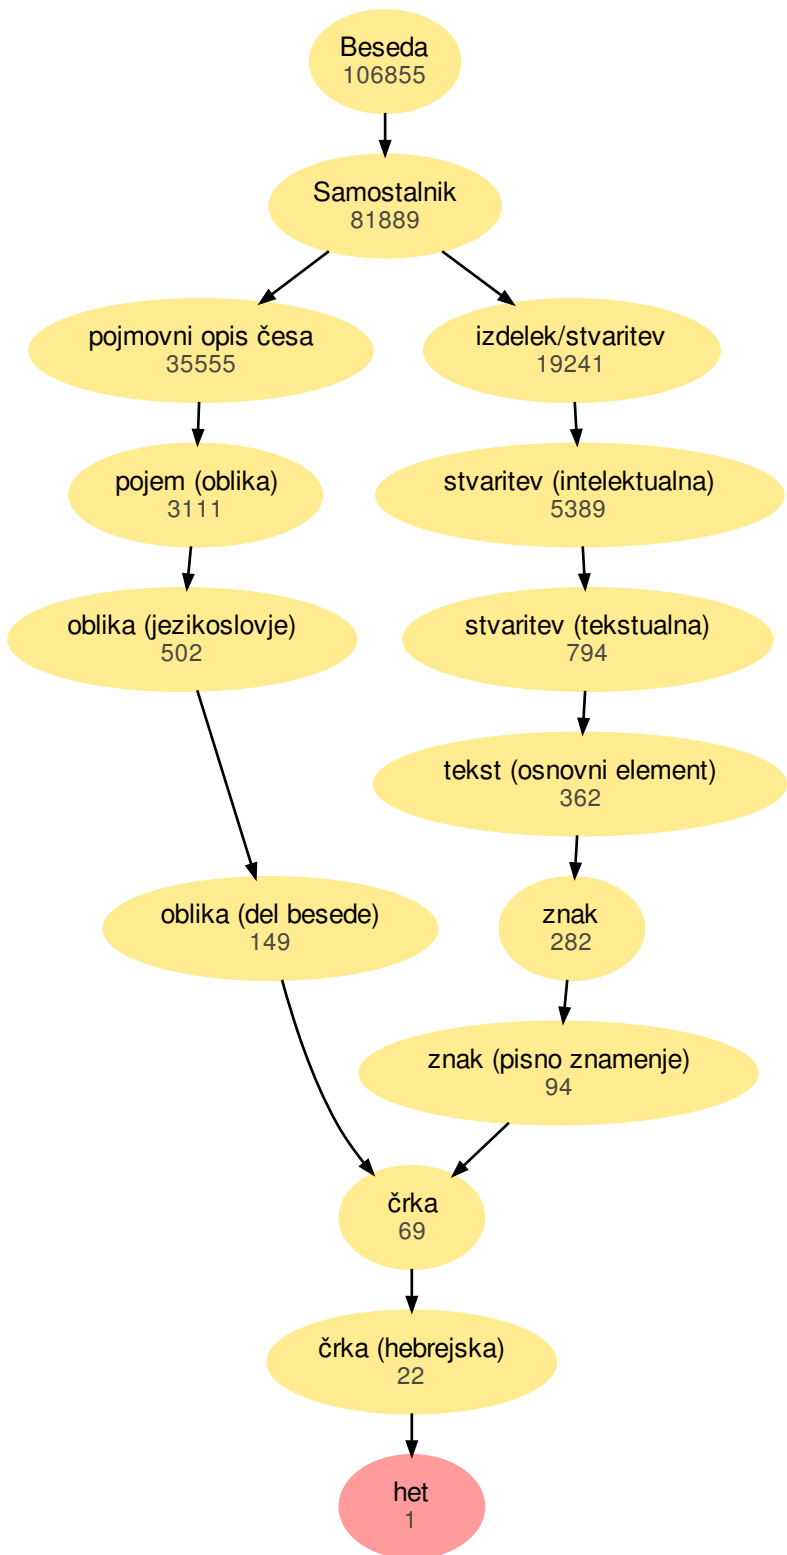 Beseda
106855
Samostalnik
81889
pojmovni opis česa
35555
izdelek/stvaritev
19241
pojem (oblika)
3111
stvaritev (intelektualna)
5389
oblika (jezikoslovje)
502
stvaritev (tekstualna)
794
tekst (osnovni element)
362
oblika (del besede)
149
znak
282
znak (pisno znamenje)
94
črka
69
črka (hebrejska)
22
het
1